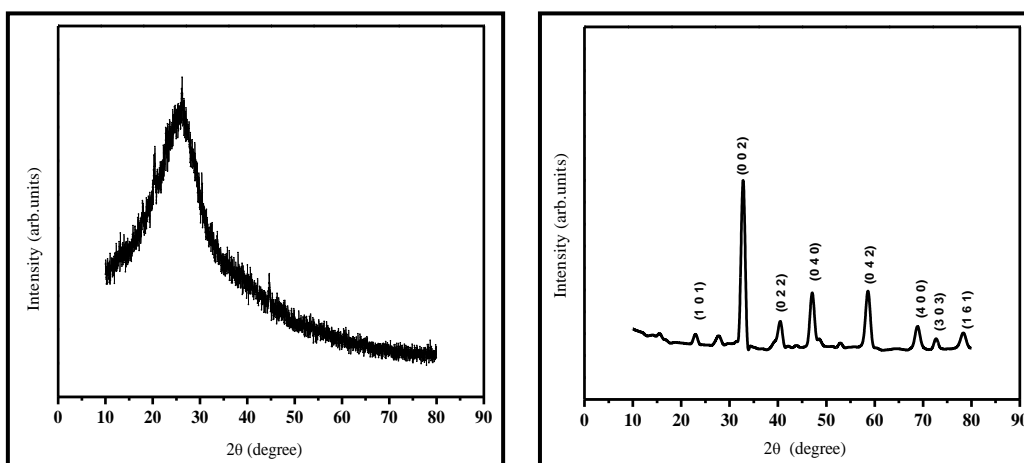 Intensity (arb.units)
0 10 20 30 40 50 60 70 80 90
2θ (degree)
Intensity (arb.units)
(1 0 1)
(0 0 2)
(0 2 2)
(0 4 0)
(0 4 2)
(4 0 0)
(3 0 3)
(1 6 1)
0 10 20 30 40 50 60 70 80 90
2θ (degree)